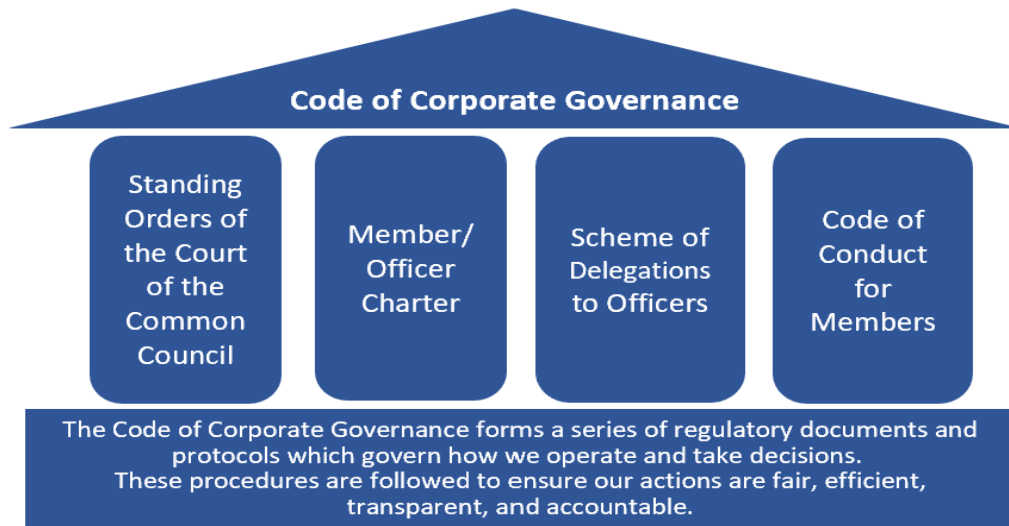 Code of Corporate Governance
Standing
Orders of
the Court
of the
Common
Council
Member/
Officer
Charter
Scheme of
Delegations
to Officers
Code of
Conduct
for
Members
The Code of Corporate Governance forms a series of regulatory documents and
protocols which govern how we operate and take decisions.
These procedures are followed to ensure our actions are fair, efficient,
transparent, and accountable.